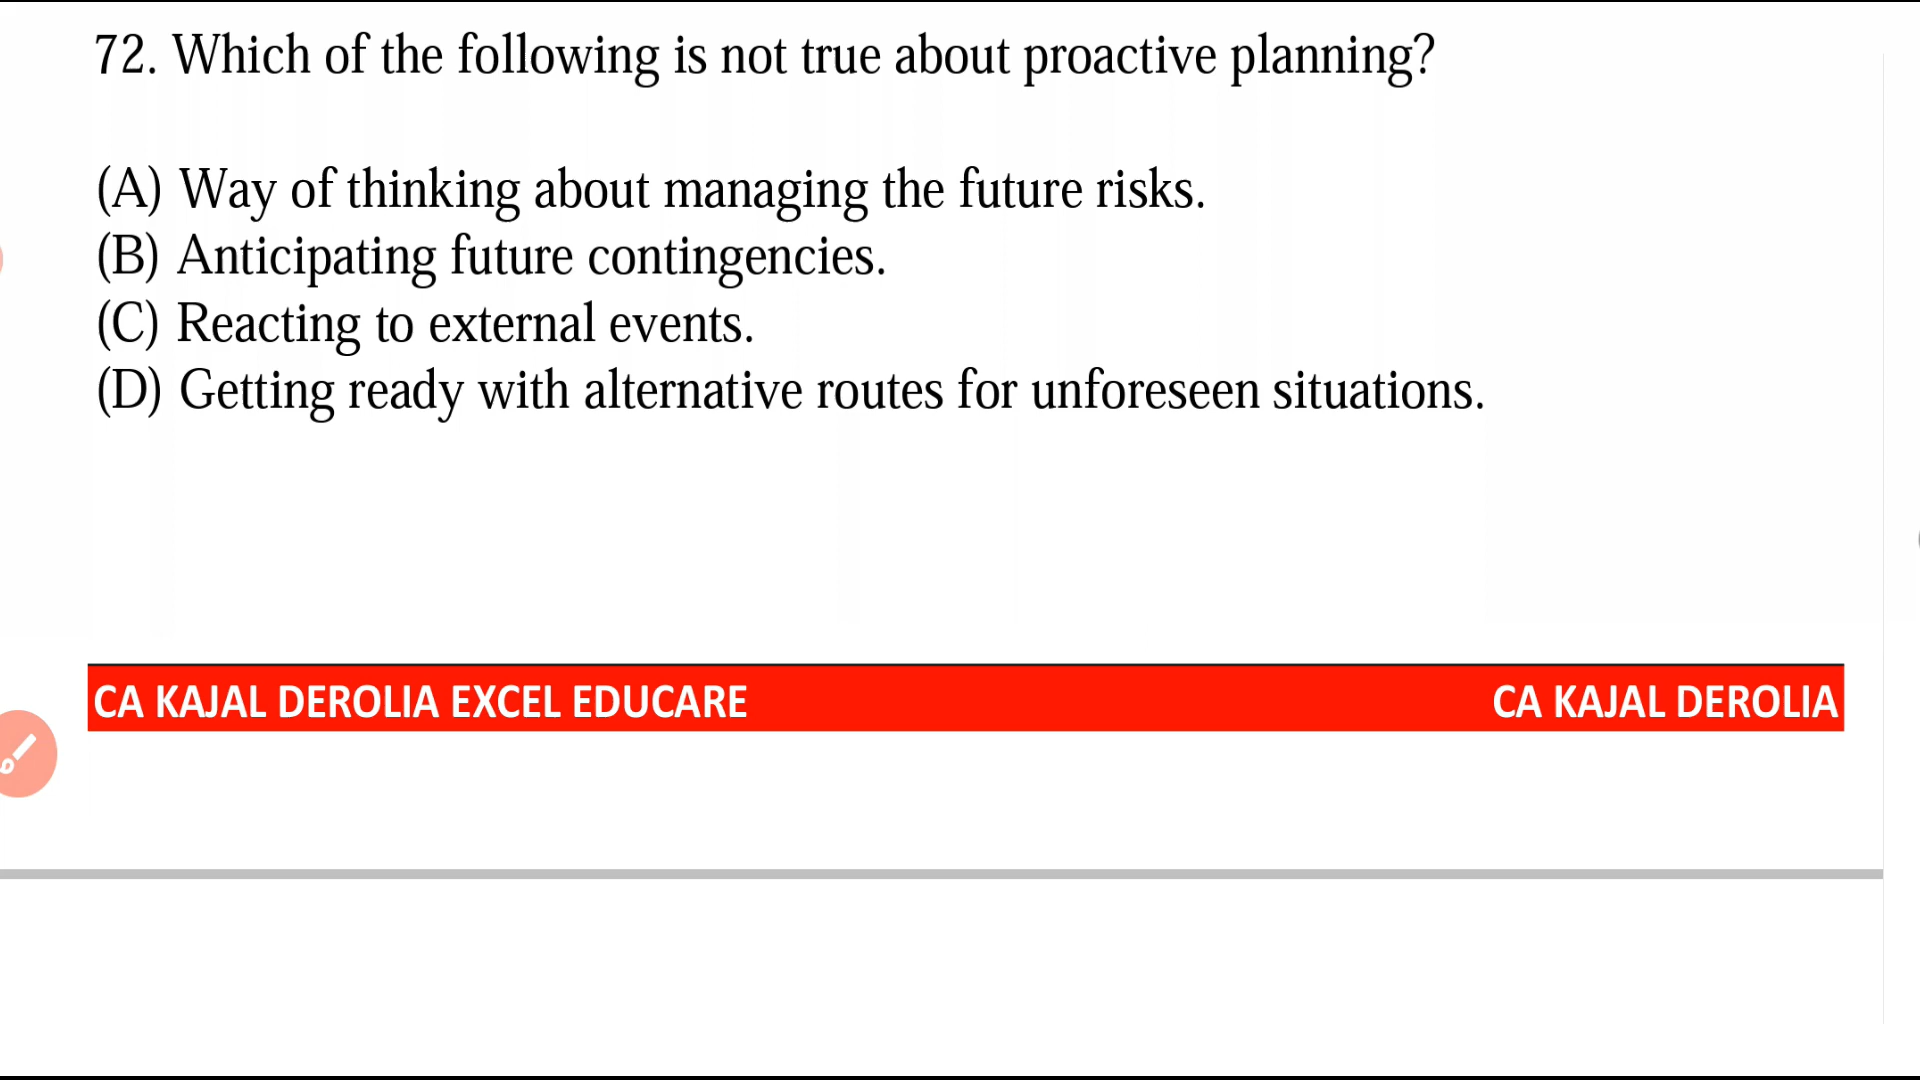 72. Which of the following is not true about proactive planning?
(A) Way of thinking about managing the future risks.
(B) Anticipating future contingencies.
(C) Reacting to external events.
(D) Getting ready with alternative routes for unforeseen situations.
CA KAJAL DEROLIA EXCEL EDUCARE CA KAJAL DEROLIA